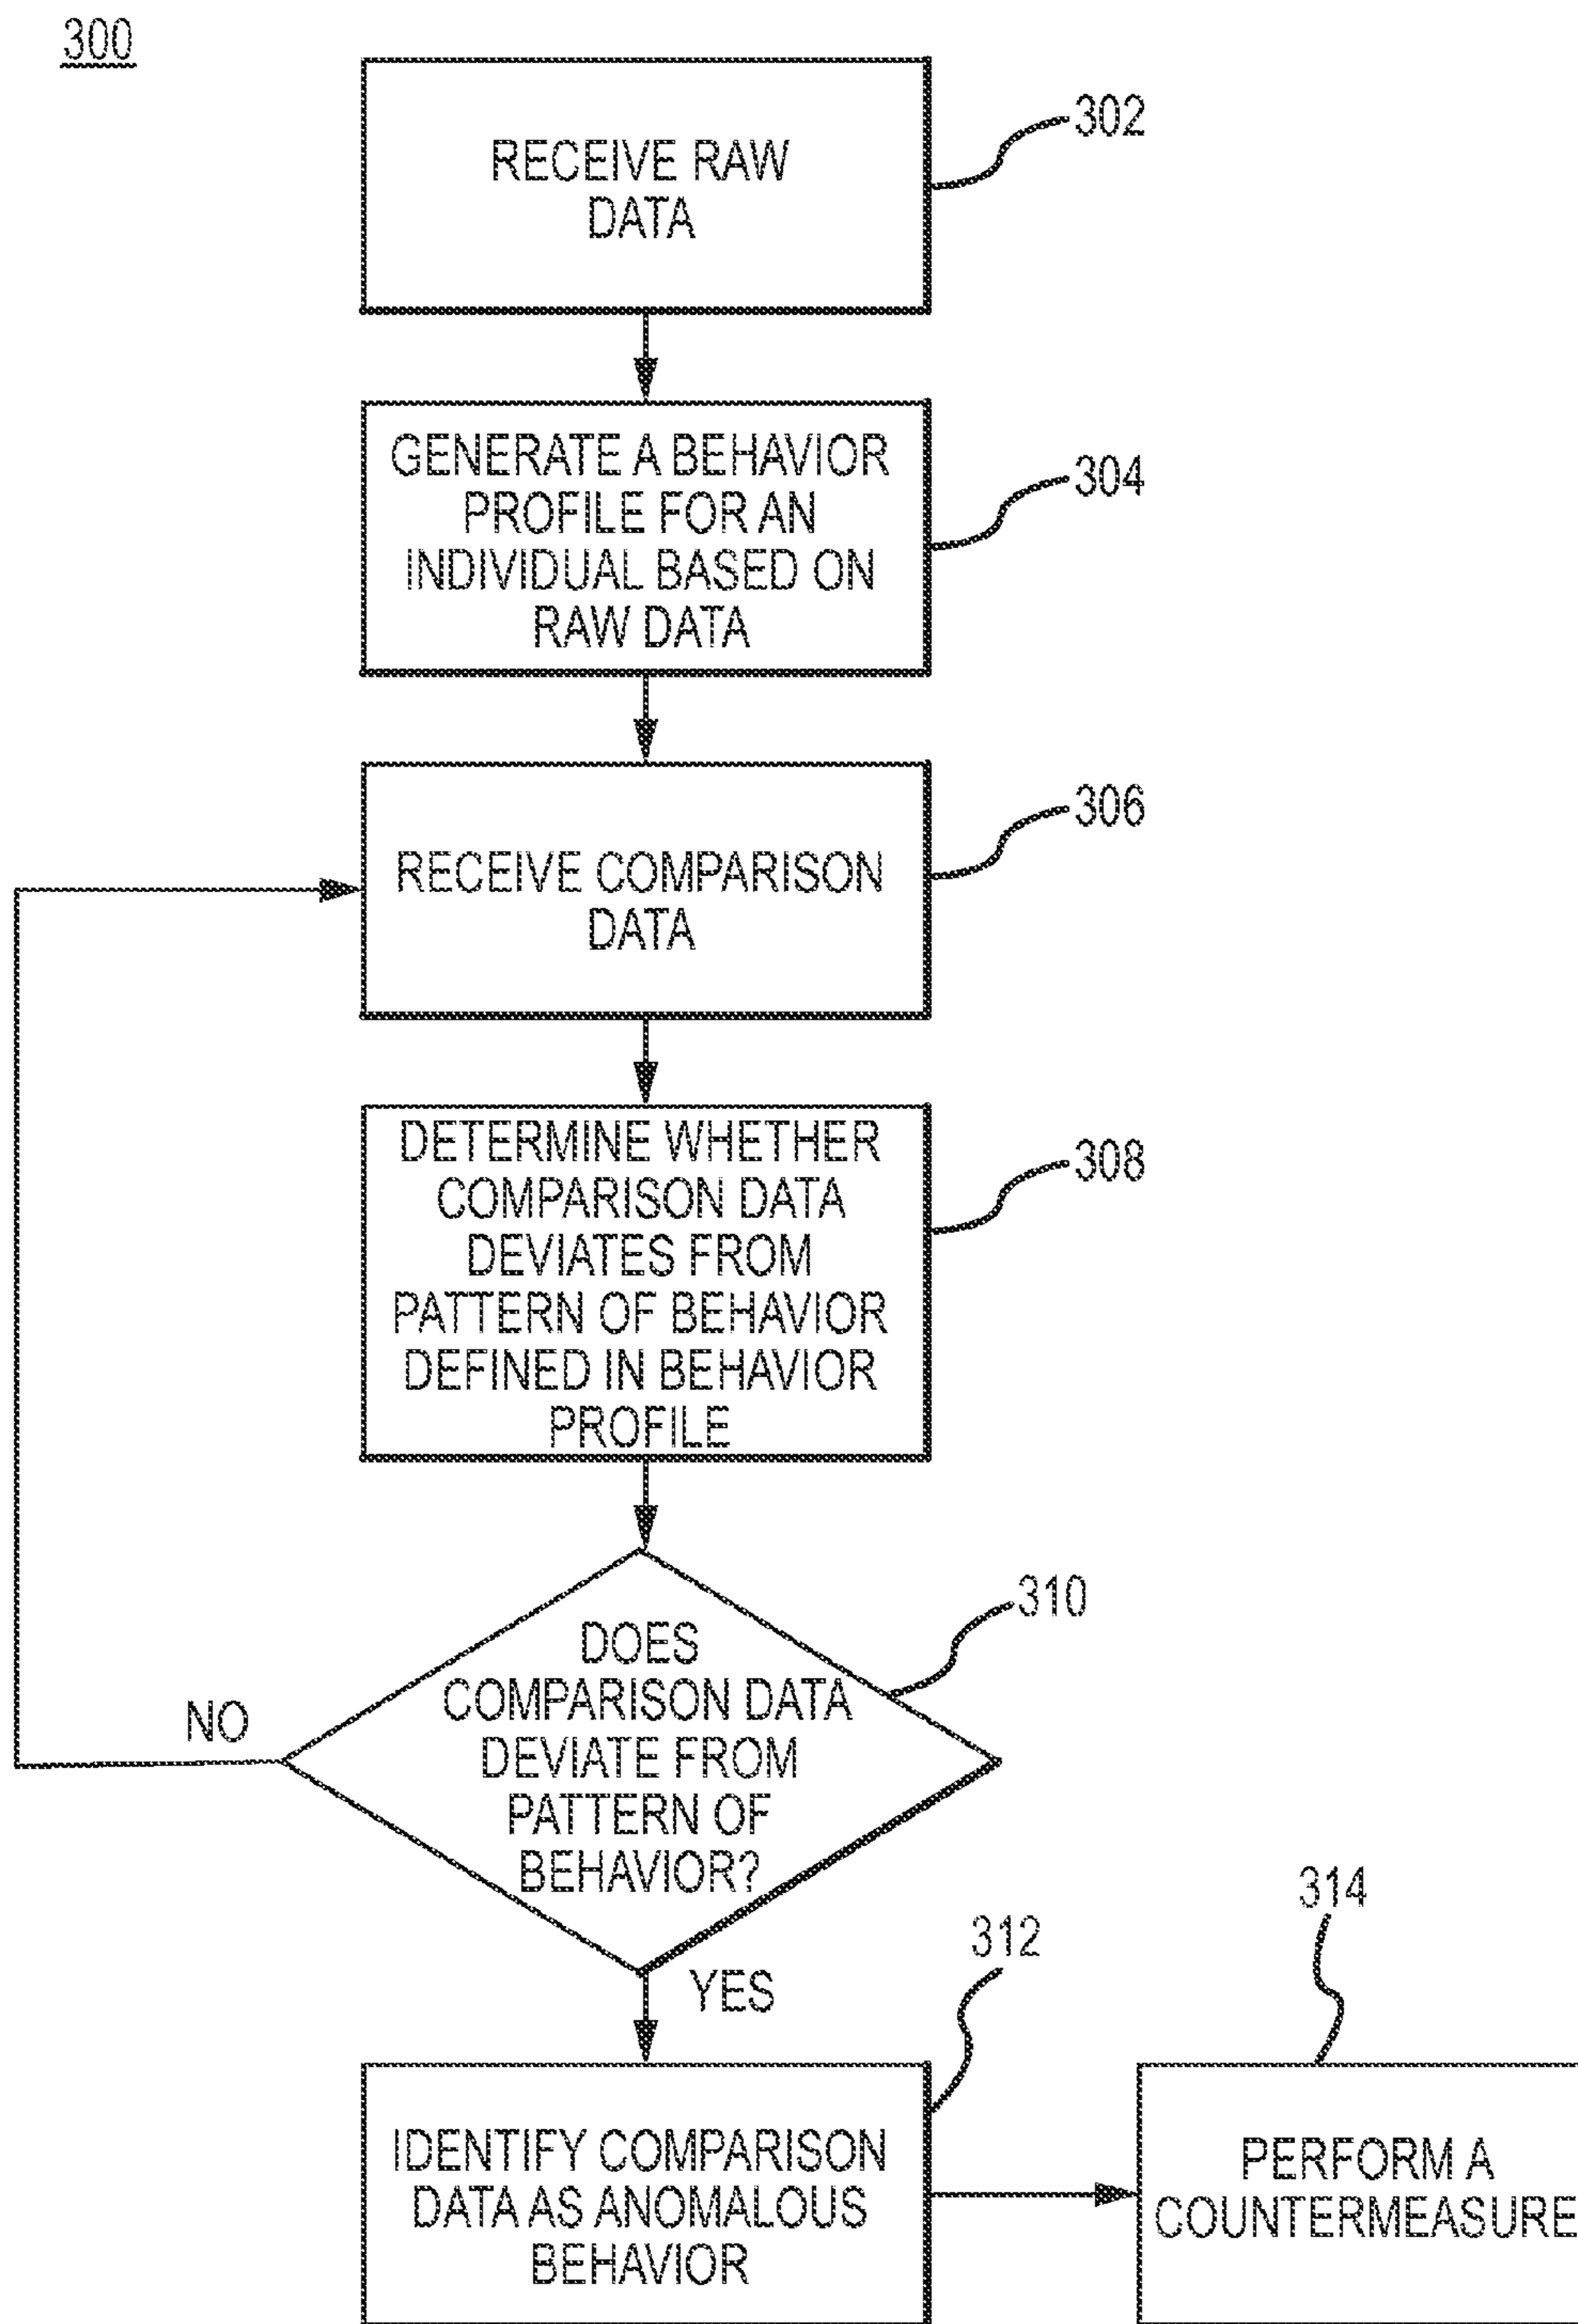 300
RECEIVE RAW
DATA
302
GENERATE A BEHAVIOR
PROFILE FOR AN
INDIVIDUAL BASED ON
RAW DATA
304
RECEIVE COMPARISON
DATA
306
DETERMINE WHETHER
COMPARISON DATA
DEVIATES FROM
PATTERN OF BEHAVIOR
DEFINED IN BEHAVIOR
PROFILE
308
DOES
COMPARISON DATA
DEVIATE FROM
PATTERN OF
BEHAVIOR?
310
NO
YES
IDENTIFY COMPARISON
DATA AS ANOMALOUS
BEHAVIOR
312
PERFORM A
COUNTERMEASURE
314